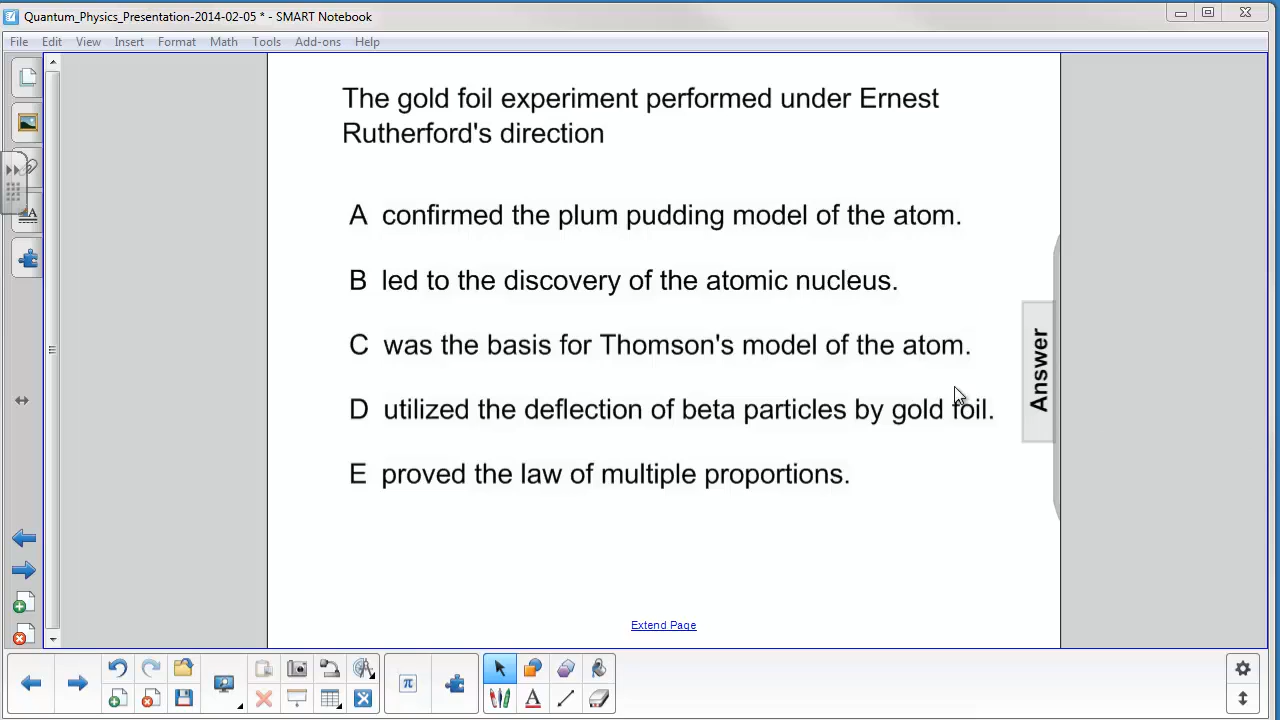 Quantum_Physics_Presentation-2014-02-05 * - SMART Notebook
File Edit View Insert Format Math Tools Add-ons Help
The gold foil experiment performed under Ernest
Rutherford's direction
A confirmed the plum pudding model of the atom.
B led to the discovery of the atomic nucleus.
C was the basis for Thomson's model of the atom.
D utilized the deflection of beta particles by gold foil.
E proved the law of multiple proportions.
Answer
Extend Page